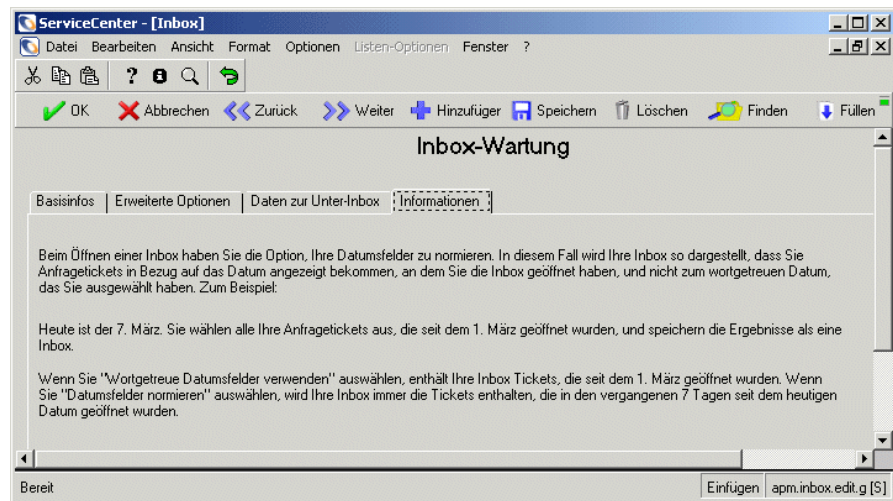 ServiceCenter - [Inbox]
Datei Bearbeiten Ansicht Format Optionen Listen-Optionen Fenster ?
OK Abbrechen Zurück Weiter Hinzufüger Speichern Löschen Finden Füllen
Inbox-Wartung
Basisinfos Erweiterte Optionen Daten zur Unter-Inbox Informationen
Beim Öffnen einer Inbox haben Sie die Option, Ihre Datumsfelder zu normieren. In diesem Fall wird Ihre Inbox so dargestellt, dass Sie
Anfragetickets in Bezug auf das Datum angezeigt bekommen, an dem Sie die Inbox geöffnet haben, und nicht zum wortgetreuen Datum,
das Sie ausgewählt haben. Zum Beispiel:
Heute ist der 7. März. Sie wählen alle Ihre Anfragetickets aus, die seit dem 1. März geöffnet wurden, und speichern die Ergebnisse als eine
Inbox.
Wenn Sie "Wortgetreue Datumsfelder verwenden" auswählen, enthält Ihre Inbox Tickets, die seit dem 1. März geöffnet wurden. Wenn
Sie "Datumsfelder normieren" auswählen, wird Ihre Inbox immer die Tickets enthalten, die in den vergangenen 7 Tagen seit dem heutigen
Datum geöffnet wurden.
Bereit Einfügen apm.inbox.edit.g [S]